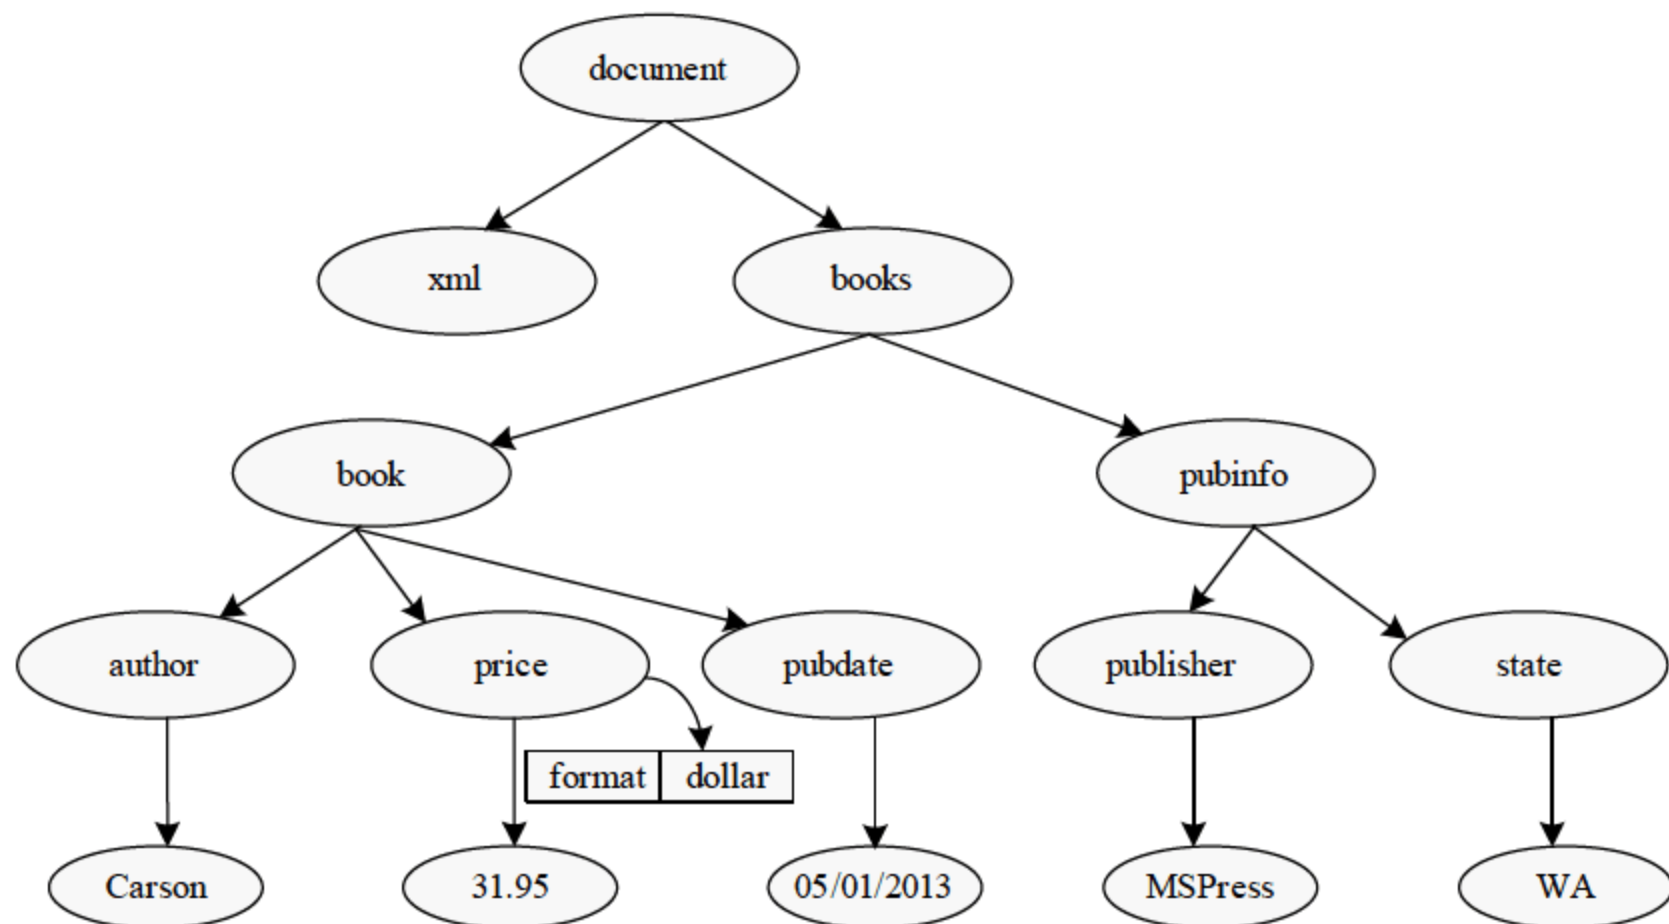 document
xml
books
book
pubinfo
author
price
pubdate
publisher
state
format
dollar
Carson
31.95
05/01/2013
MSPress
WA